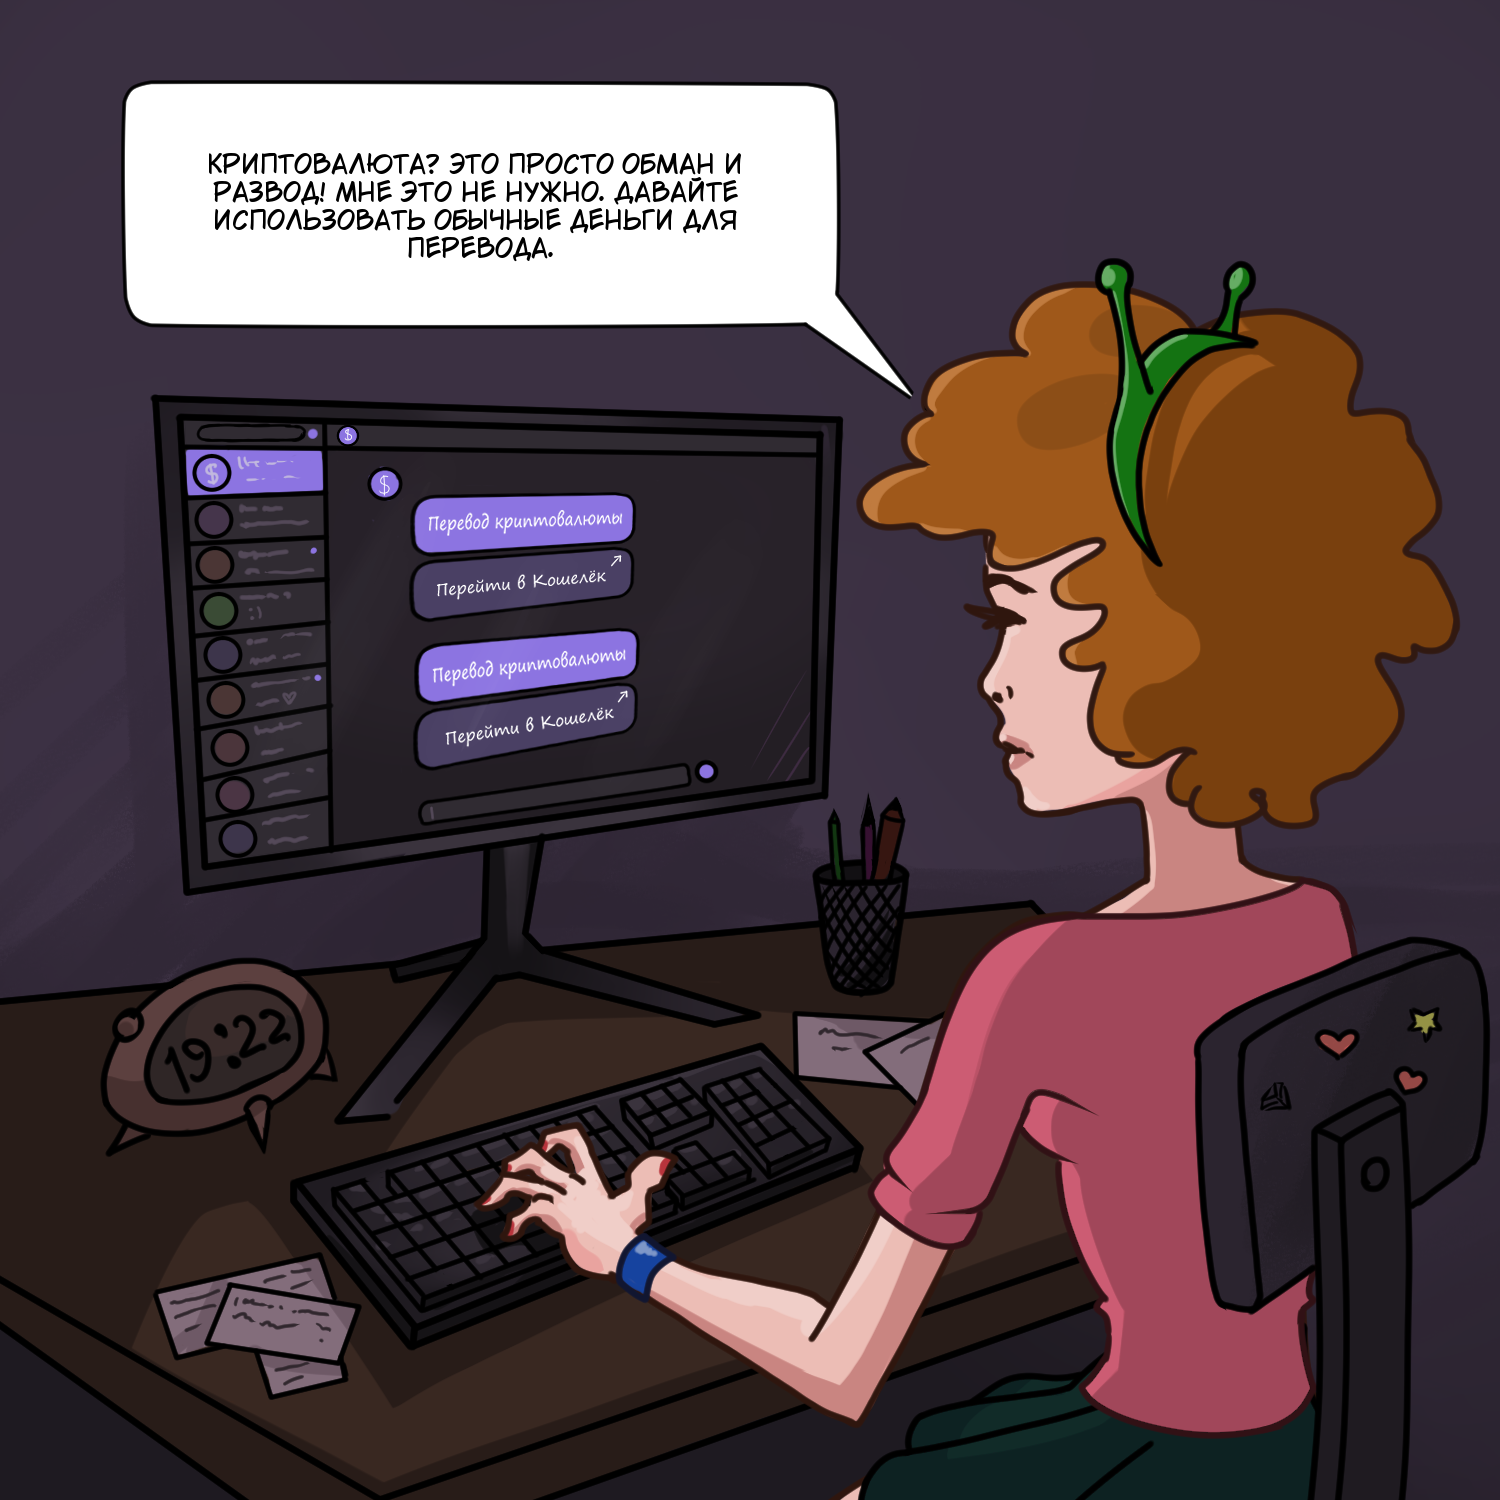 КРИПТОВАЛЮТА? ЭТО ПРОСТО ОБМАН И
РАЗВОД! МНЕ ЭТО НЕ НУЖНО. ДАВАЙТЕ
ИСПОЛЬЗОВАТЬ ОБЫЧНЫЕ ДЕНЬГИ ДЛЯ
ПЕРЕВОДА.
$
$
$
Перевод криптовалюты
Перейти в Кошелёк
:)
Перевод криптовалюты
Перейти в Кошелёк
19:22